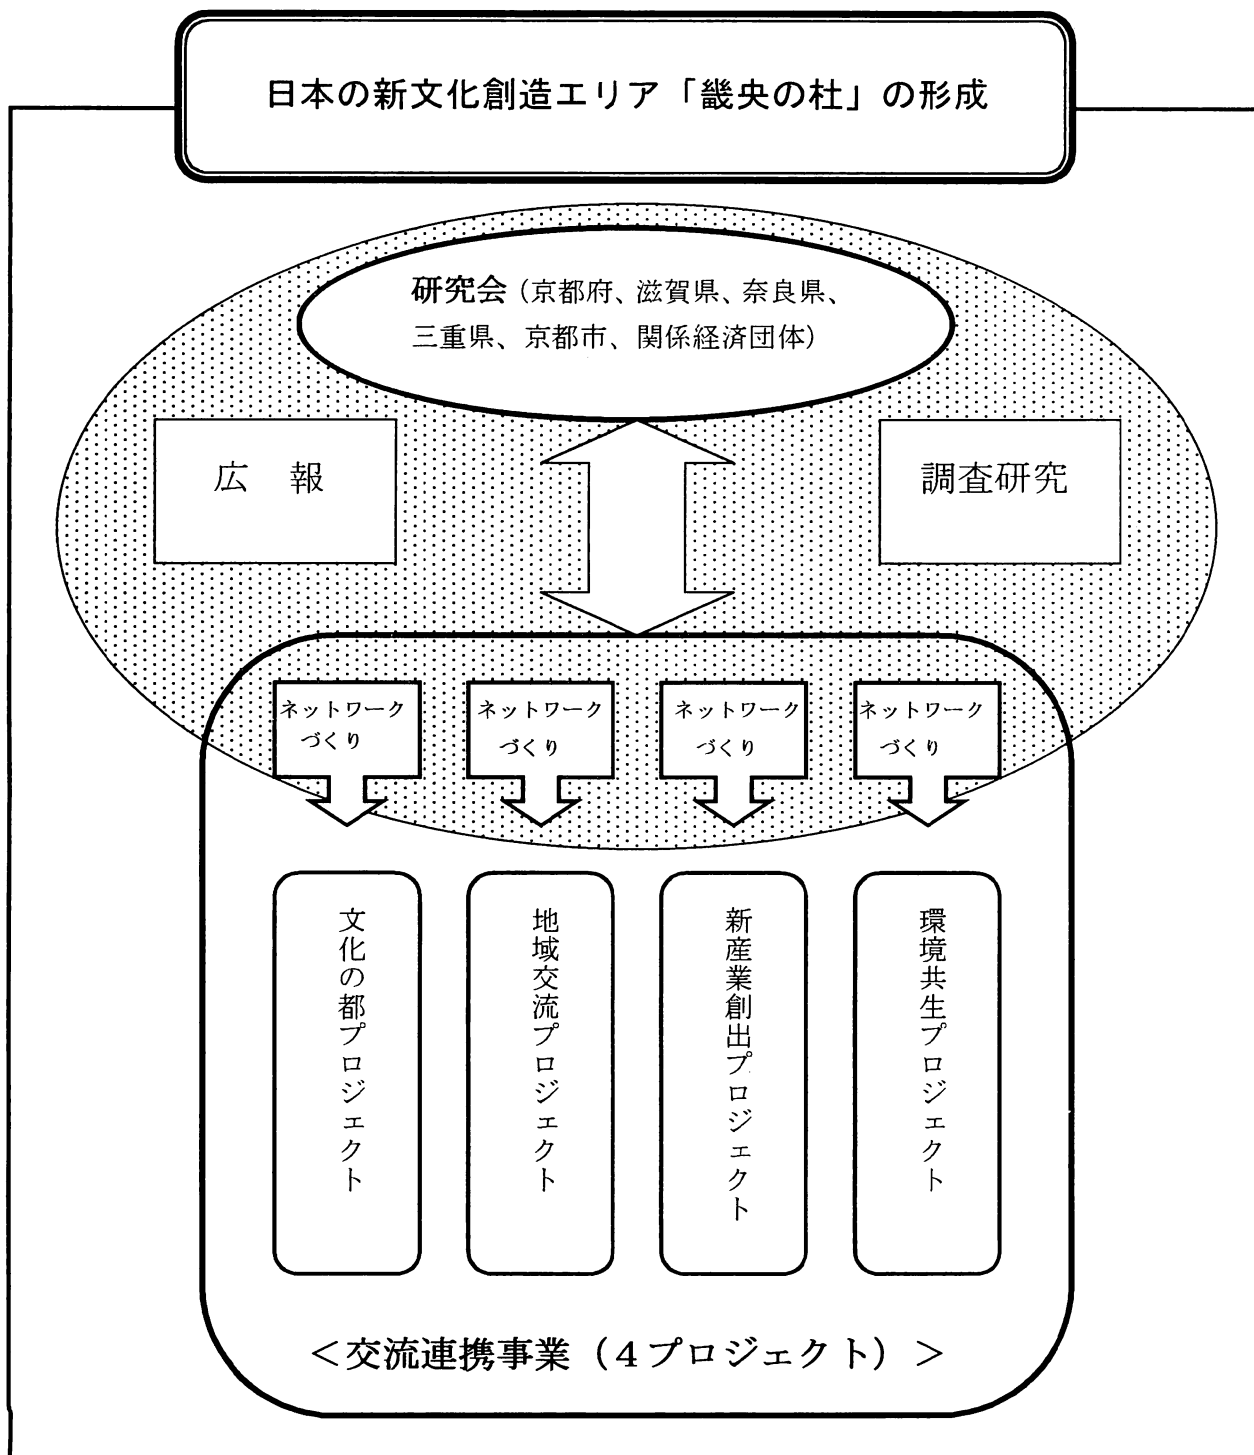 日本の新文化創造エリア「畿央の杜」の形成
研究会（京都府、滋賀県、奈良県、
三重県、京都市、関係経済団体）
広　報
調査研究
ネットワーク
づくり
ネットワーク
づくり
ネットワーク
づくり
ネットワーク
づくり
文化の都プロジェクト
地域交流プロジェクト
新産業創出プロジェクト
環境共生プロジェクト
＜交流連携事業（４プロジェクト）＞